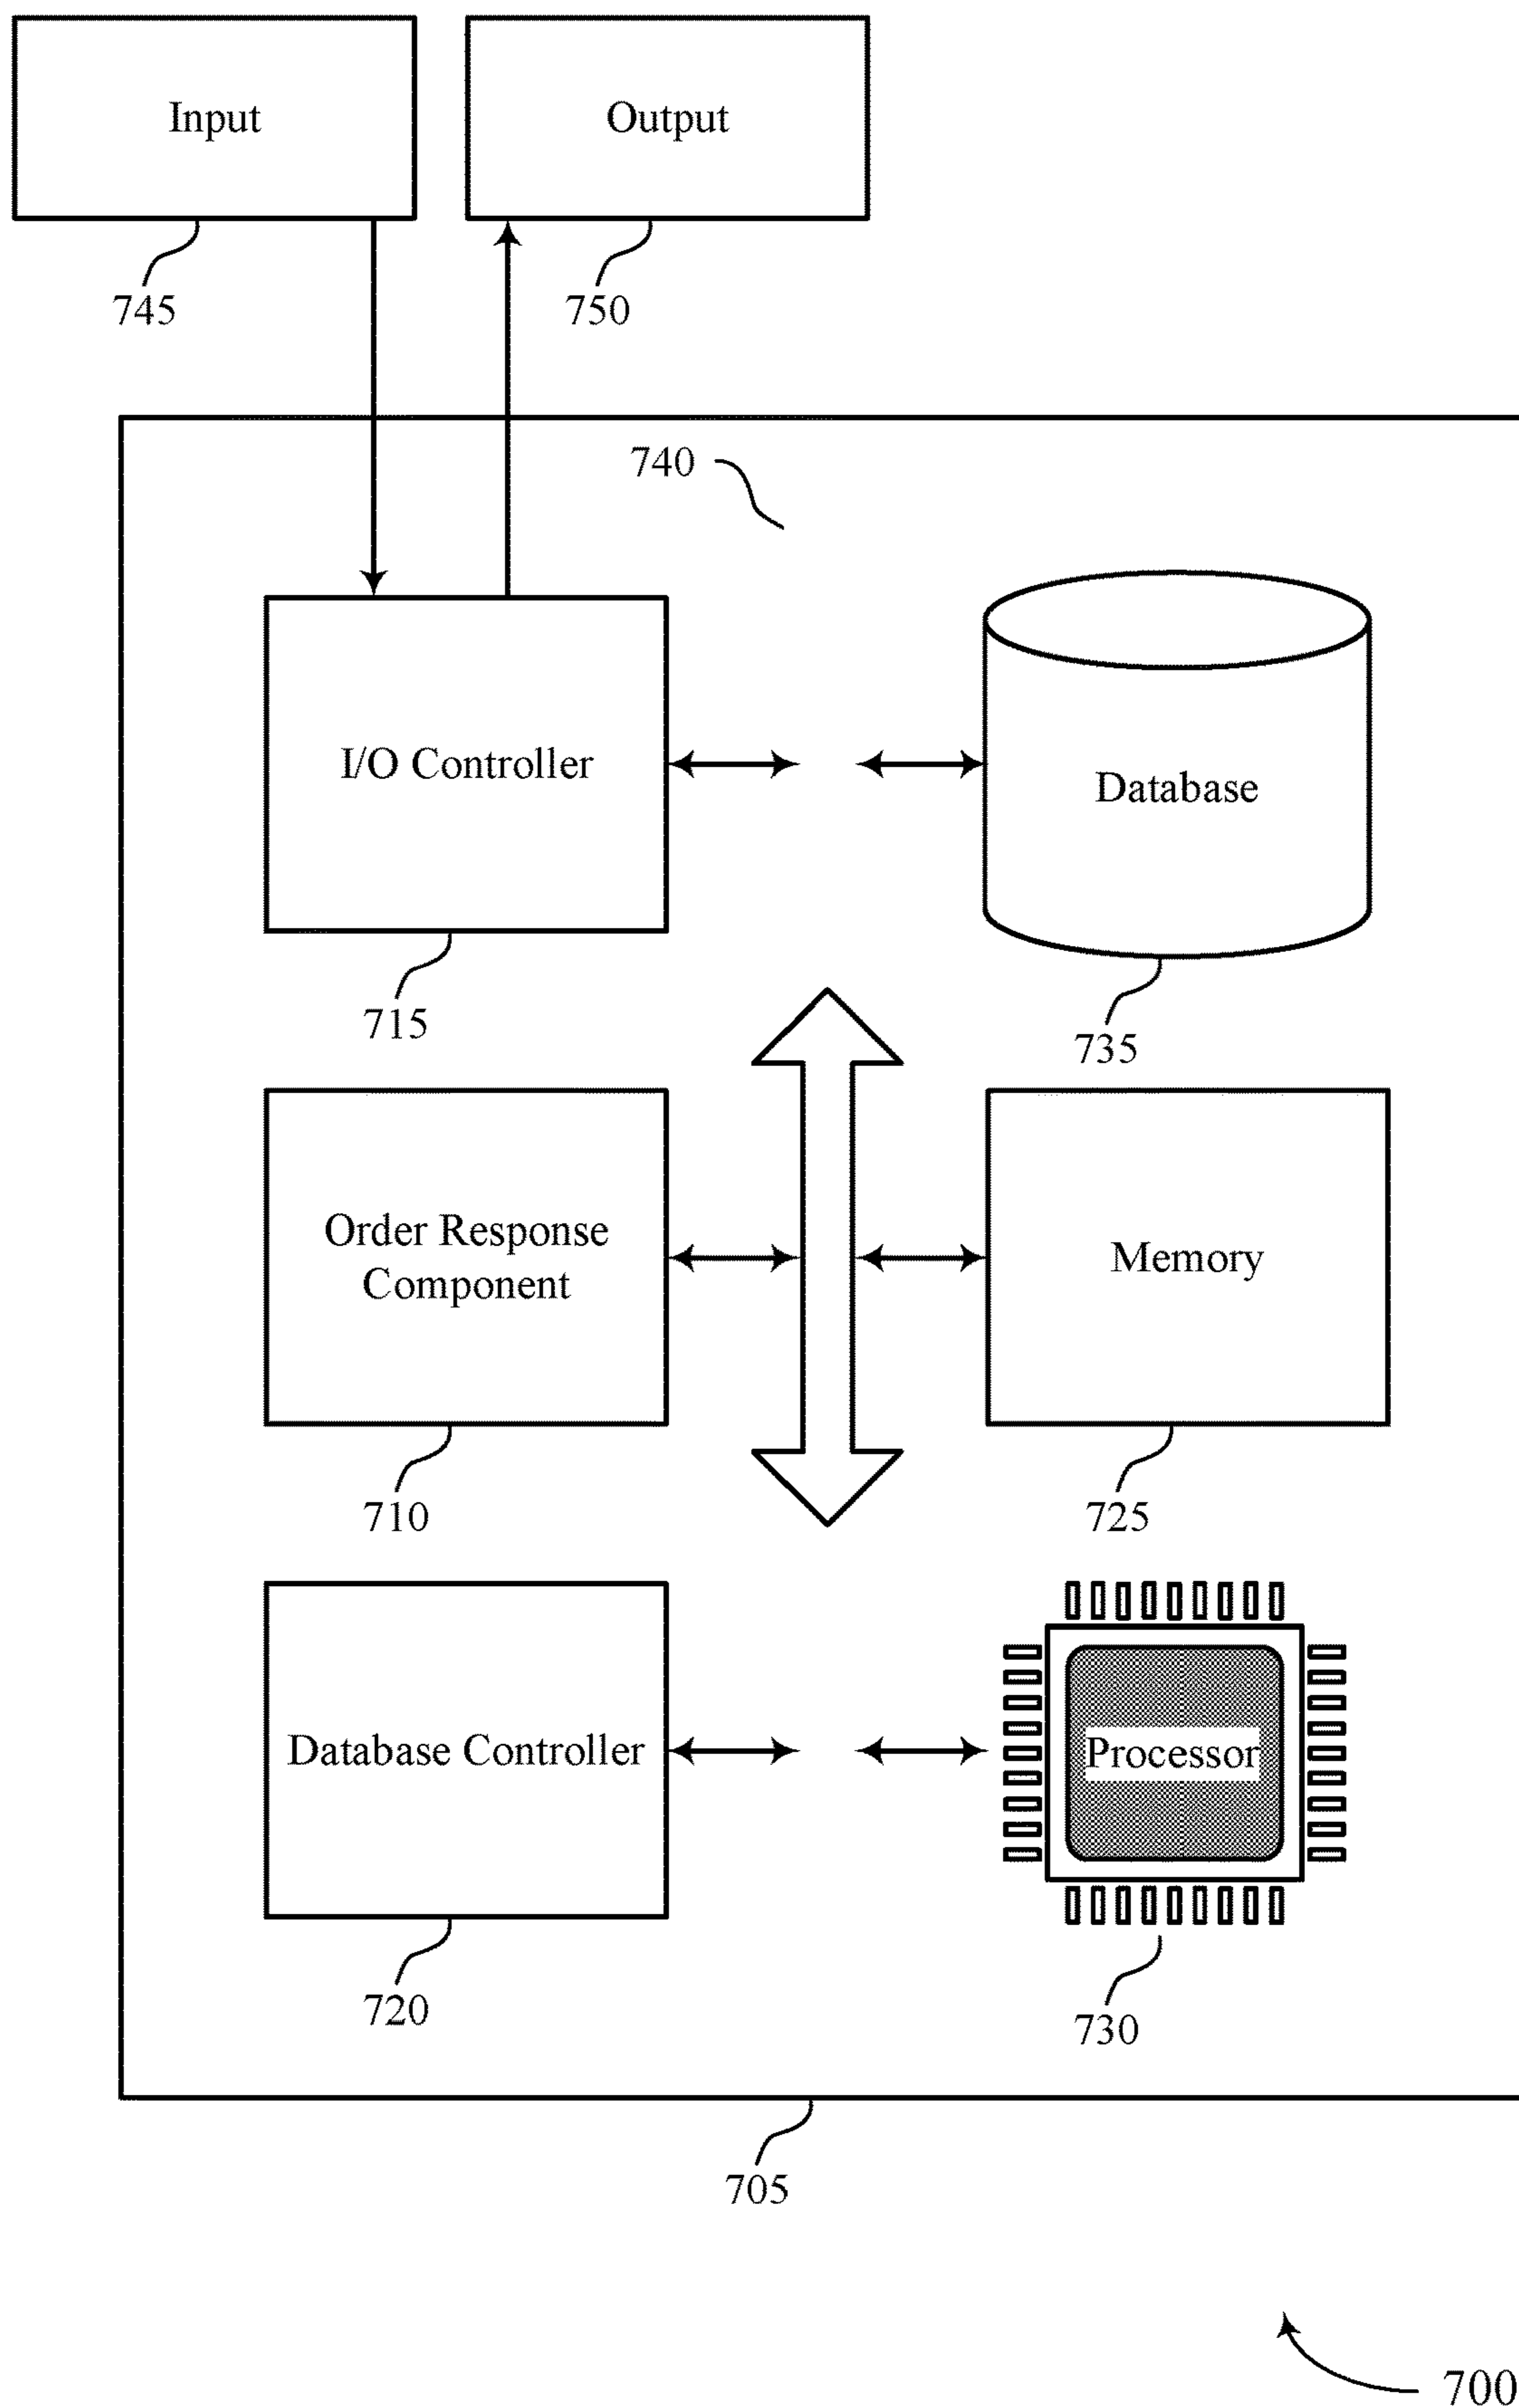 Input
Output
745
750
740
I/O Controller
Database
715
735
Order Response
Component
Memory
710
725
Database Controller
Processor
720
730
705
700